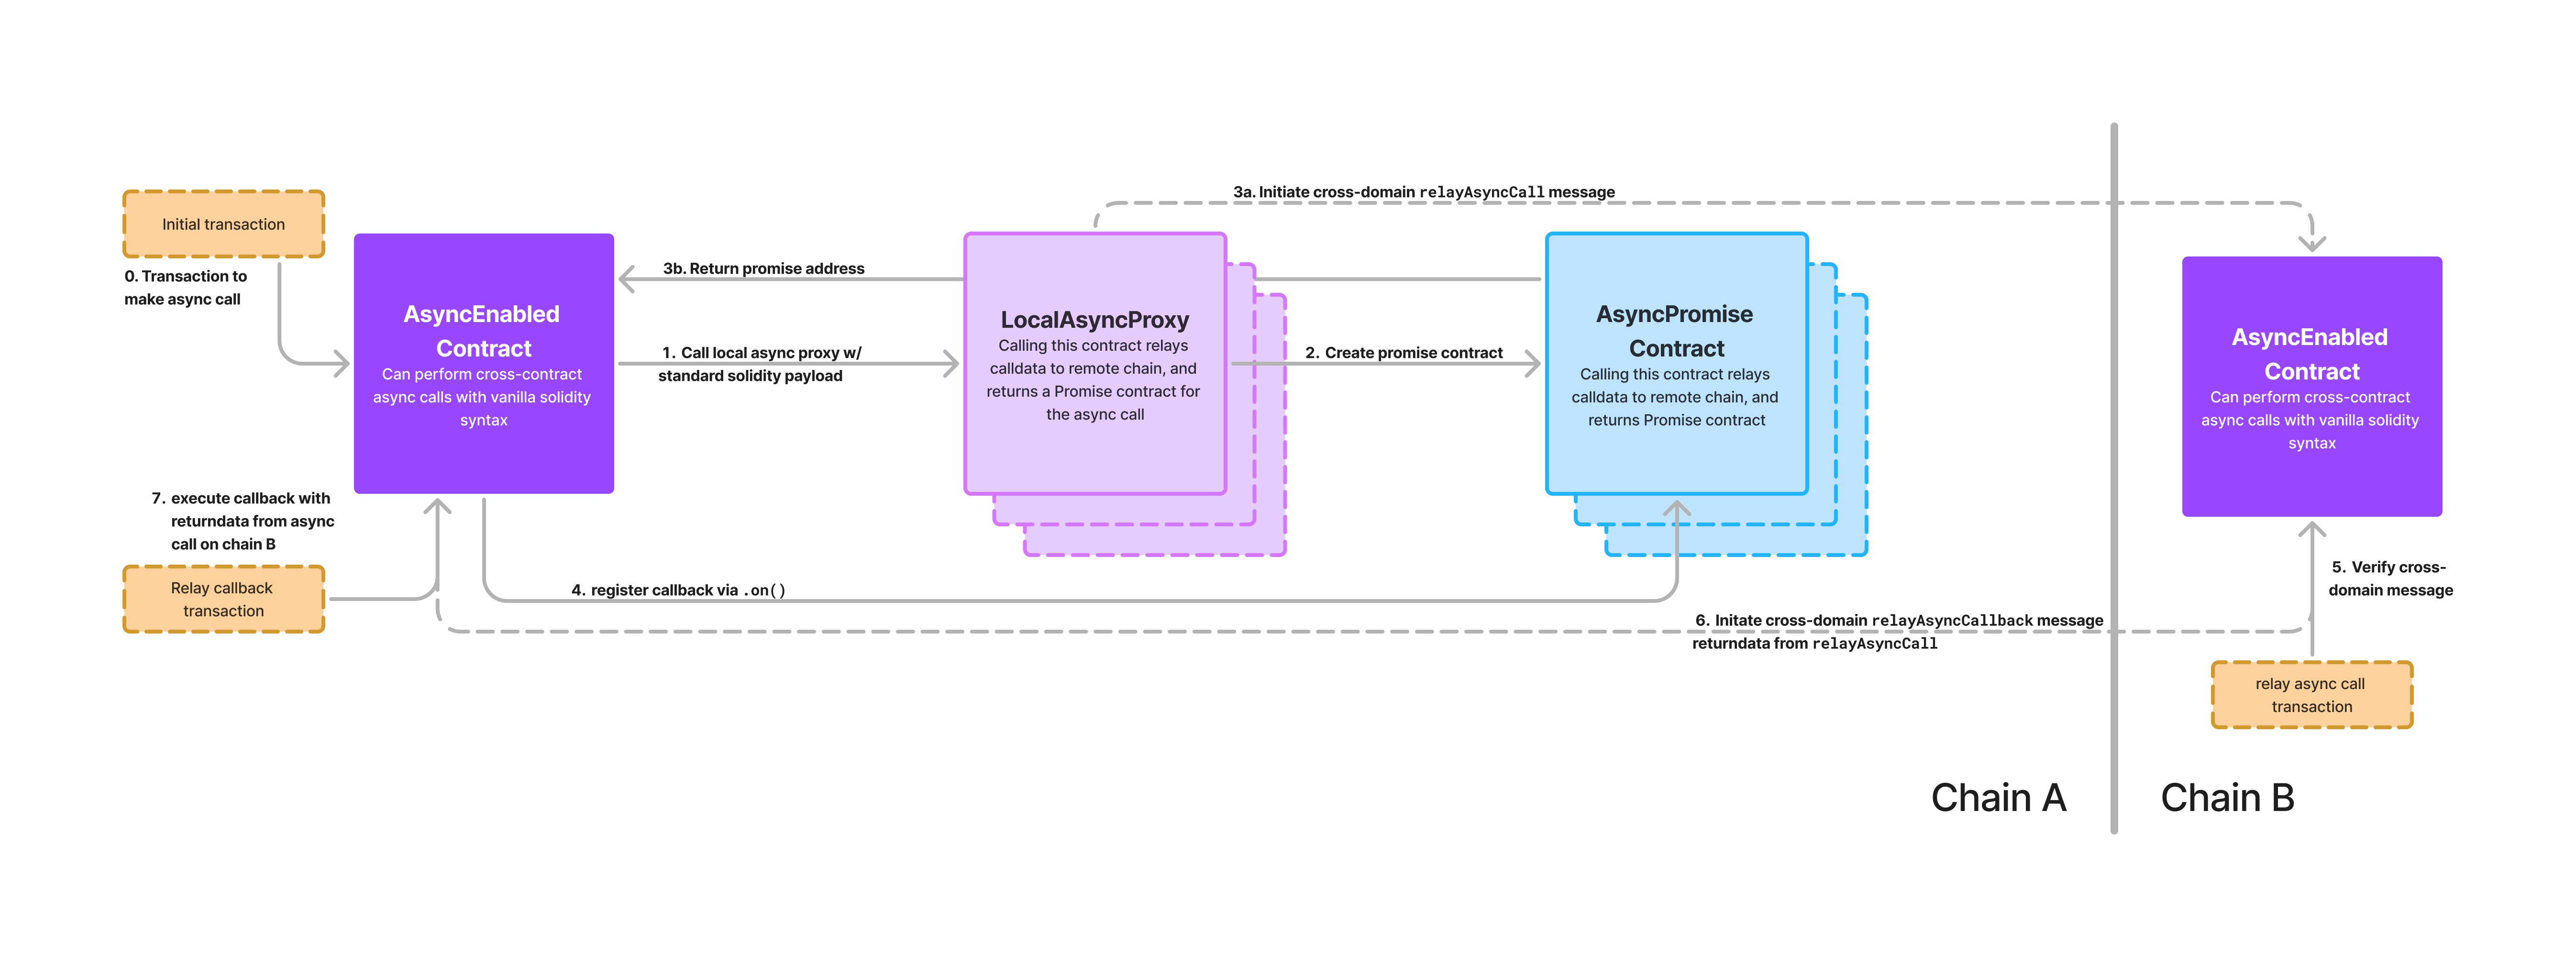 3a. Initiate cross-domain relayAsyncCall message
Initial transaction
0. Transaction to
make async call
AsyncEnabled
Contract
Can perform cross-contract
async calls with vanilla solidity
syntax
3b. Return promise address
1. Call local async proxy w/
standard solidity payload
LocalAsyncProxy
Calling this contract relays
calldata to remote chain, and
returns a Promise contract for
the async call
2. Create promise contract
AsyncPromise
Contract
Calling this contract relays
calldata to remote chain, and
returns Promise contract
AsyncEnabled
Contract
Can perform cross-contract
async calls with vanilla solidity
syntax
7. execute callback with
returndata from async
call on chain B
Relay callback
transaction
4. register callback via .on()
5. Verify cross-
domain message
6. Initate cross-domain relayAsyncCallback message
returndata from relayAsyncCall
relay async call
transaction
Chain A
Chain B